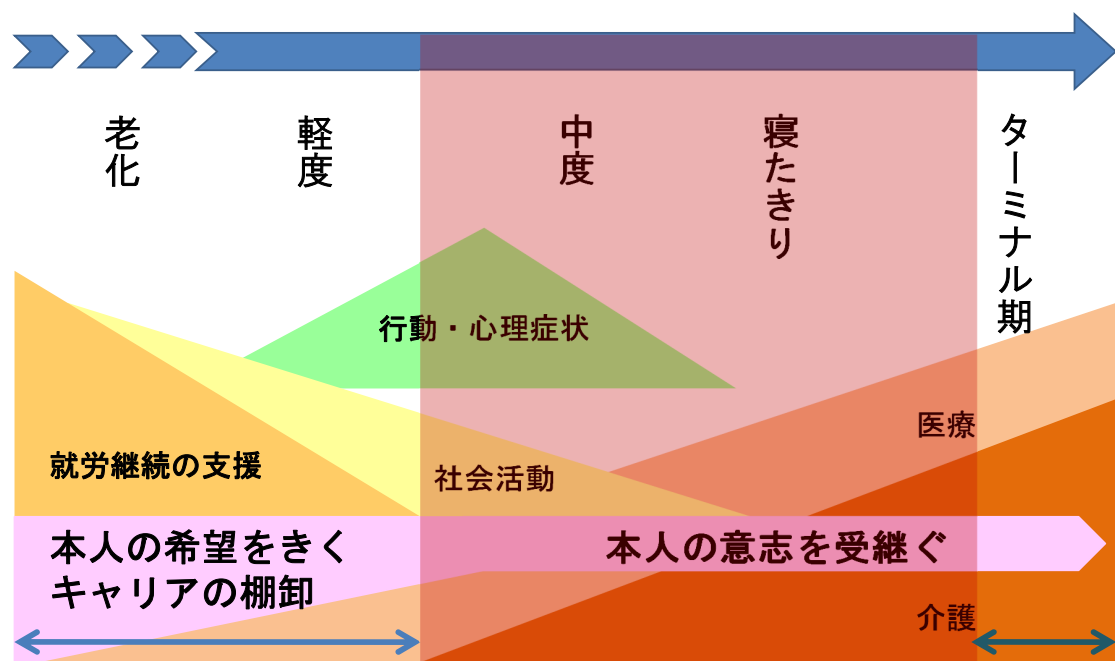 老化
軽度
中度
寝たきり
ターミナル期
行動・心理症状
医療
就労継続の支援
社会活動
本人の希望をきく
キャリアの棚卸
本人の意志を受継ぐ
介護